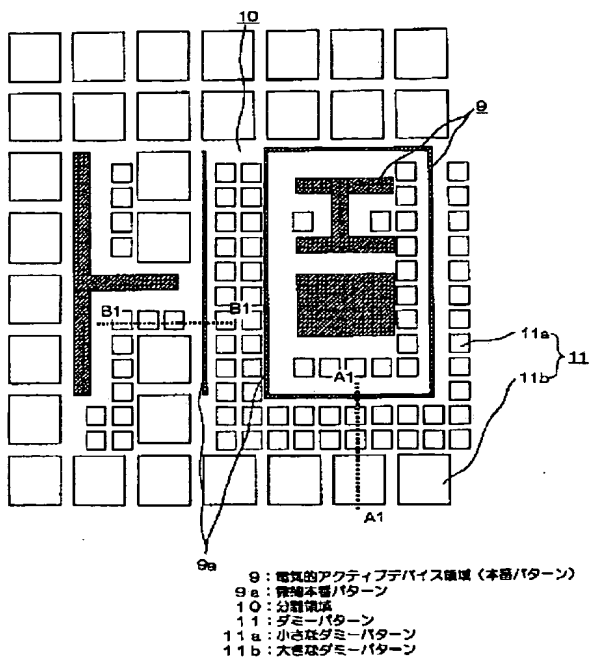 10
9
B1
B1
11a
11
A1
11b
A1
9a
9：電気的アクティブデバイス領域（本番パターン）
9a：微細本番パターン
10：分割領域
11：ダミーパターン
11a：小さなダミーパターン
11b：大きなダミーパターン